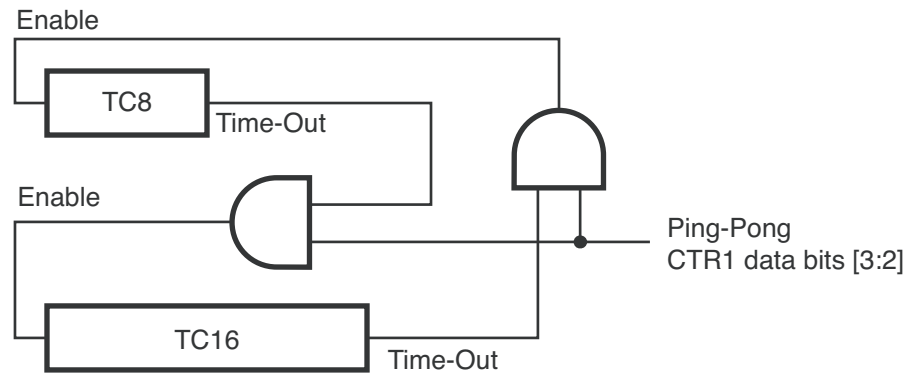 Enable
TC8
Time-Out
Enable
Ping-Pong
CTR1 data bits [3:2]
TC16
Time-Out